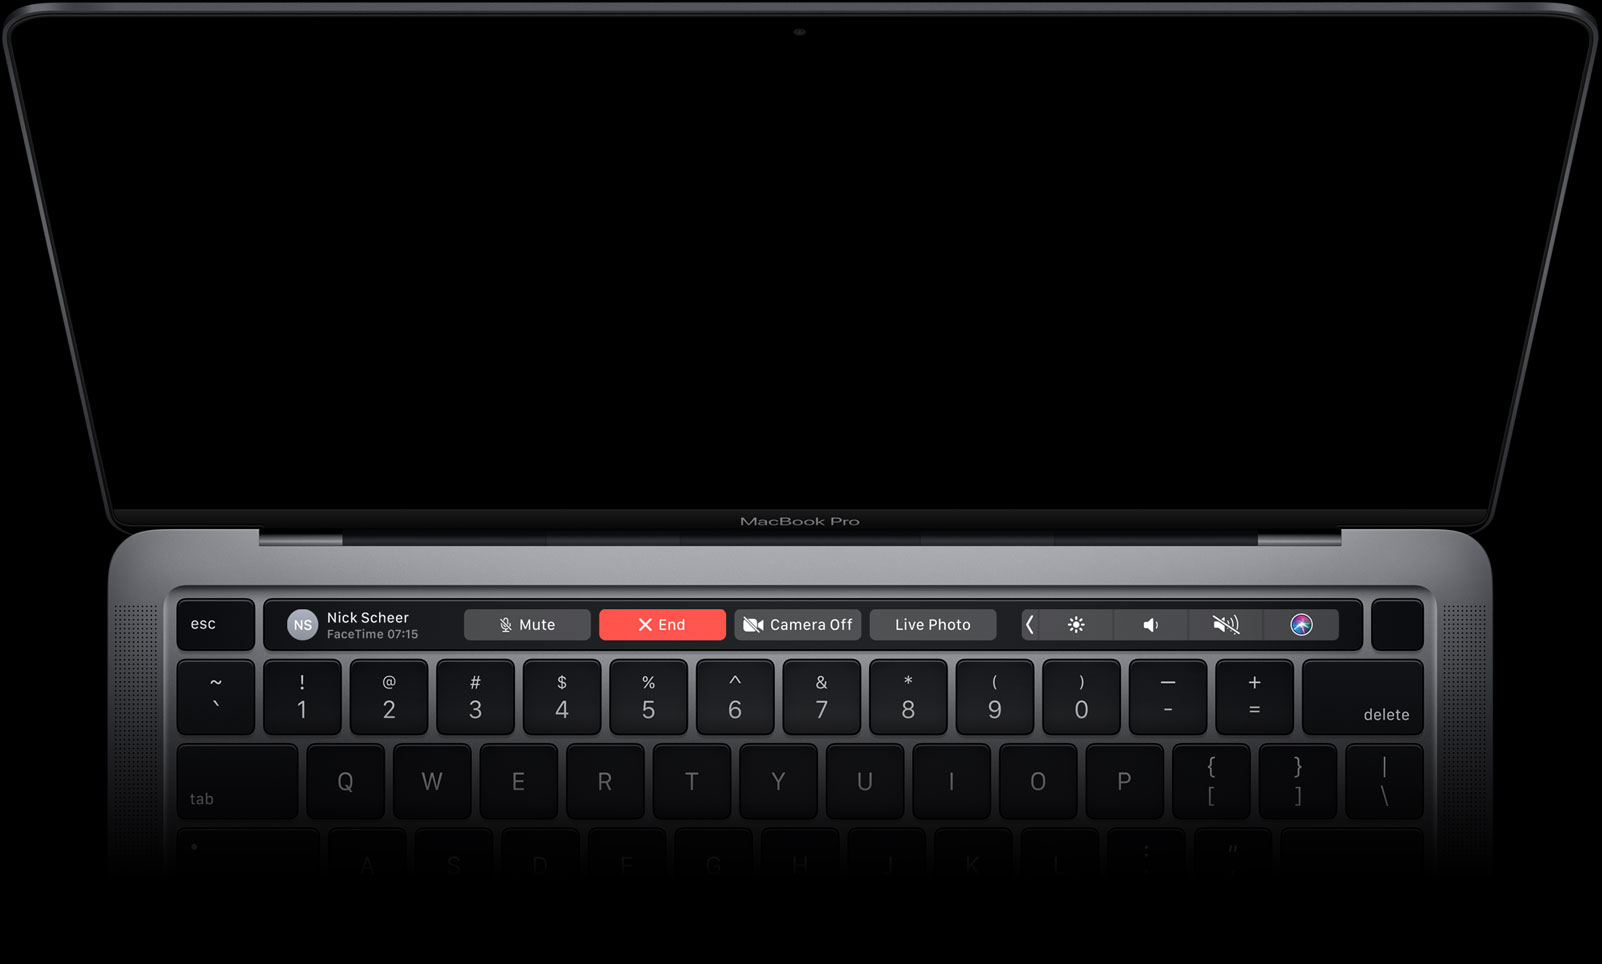 MacBook Pro
esc
NS
Nick Scheer
FaceTime 07:15
Mute
End
Camera Off
Live Photo
~ ! @ # $ % ^ & * ( ) — +
` 1 2 3 4 5 6 7 8 9 0 - = delete
tab Q W E R T Y U I O P { [ } ] | \
A S D F G H J K L : "